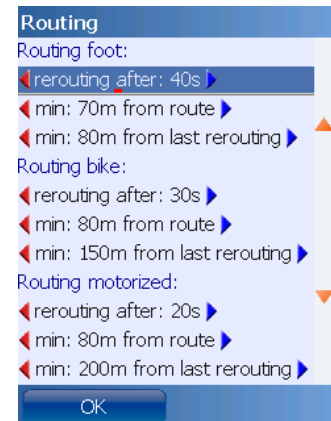 Routing
Routing foot:
rerouting after: 40s
min: 70m from route
min: 80m from last rerouting
Routing bike:
rerouting after: 30s
min: 80m from route
min: 150m from last rerouting
Routing motorized:
rerouting after: 20s
min: 80m from route
min: 200m from last rerouting
OK